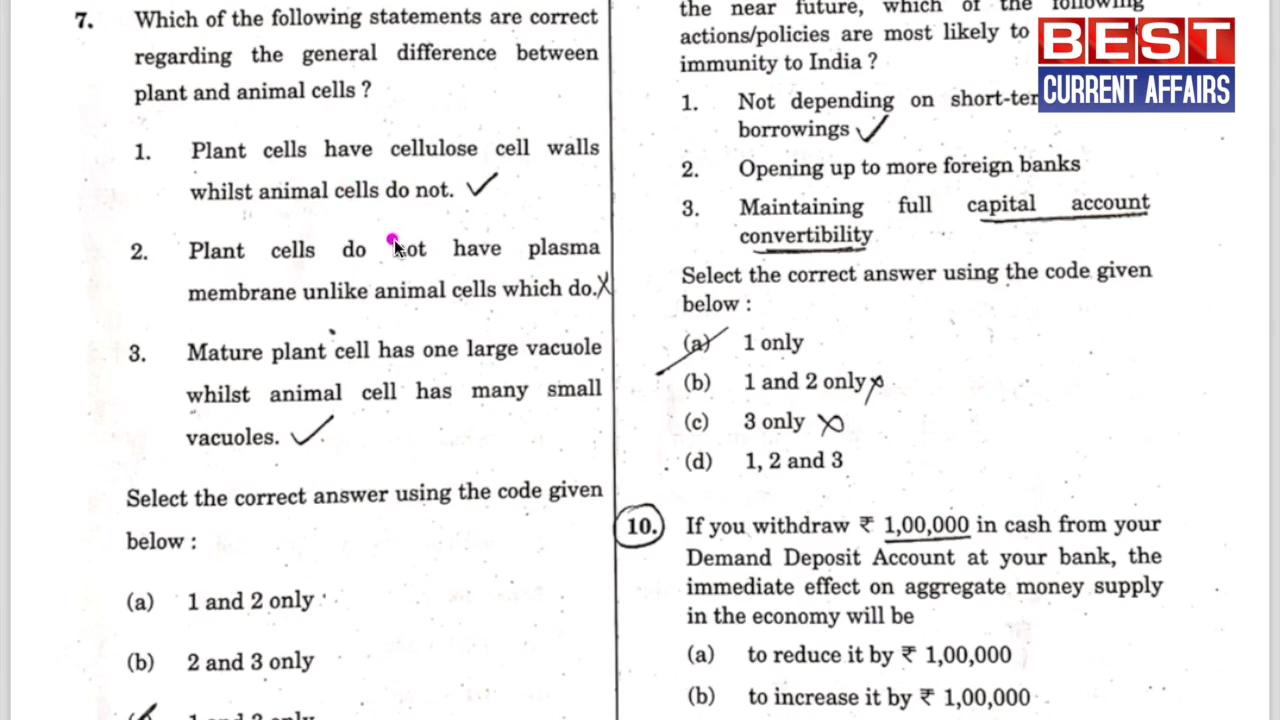 7. Which of the following statements are correct
regarding the general difference between
plant and animal cells ?
1. Plant cells have cellulose cell walls
whilst animal cells do not.
2. Plant cells do not have plasma
membrane unlike animal cells which do.
3. Mature plant cell has one large vacuole
whilst animal cell has many small
vacuoles.
Select the correct answer using the code given
below :
(a) 1 and 2 only
(b) 2 and 3 only
the near future, which of the following
actions/policies are most likely to
immunity to India ?
1. Not depending on short-ter
borrowings
2. Opening up to more foreign banks
3. Maintaining full capital account
convertibility
Select the correct answer using the code given
below :
(a) 1 only
(b) 1 and 2 only
(c) 3 only
(d) 1, 2 and 3
10. If you withdraw ₹ 1,00,000 in cash from your
Demand Deposit Account at your bank, the
immediate effect on aggregate money supply
in the economy will be
(a) to reduce it by ₹ 1,00,000
(b) to increase it by ₹ 1,00,000
BEST
CURRENT AFFAIRS